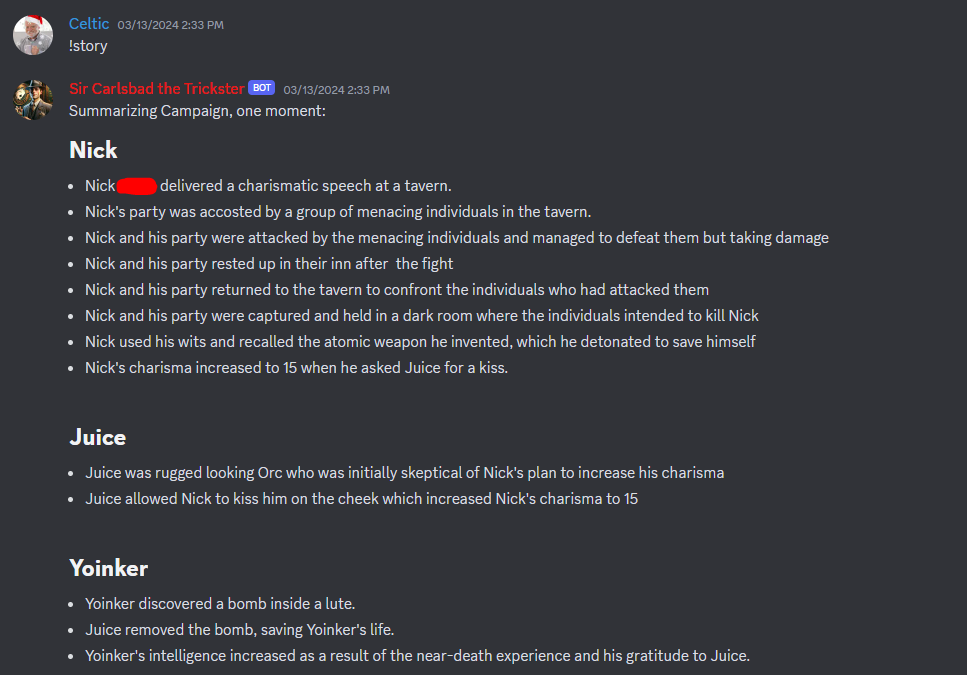 Celtic 03/13/2024 2:33 PM
!story
Sir Carlsbad the Trickster BOT 03/13/2024 2:33 PM
Summarizing Campaign, one moment:
Nick
• Nick delivered a charismatic speech at a tavern.
• Nick's party was accosted by a group of menacing individuals in the tavern.
• Nick and his party were attacked by the menacing individuals and managed to defeat them but taking damage
• Nick and his party rested up in their inn after the fight
• Nick and his party returned to the tavern to confront the individuals who had attacked them
• Nick and his party were captured and held in a dark room where the individuals intended to kill Nick
• Nick used his wits and recalled the atomic weapon he invented, which he detonated to save himself
• Nick's charisma increased to 15 when he asked Juice for a kiss.
Juice
• Juice was rugged looking Orc who was initially skeptical of Nick's plan to increase his charisma
• Juice allowed Nick to kiss him on the cheek which increased Nick's charisma to 15
Yoinker
• Yoinker discovered a bomb inside a lute.
• Juice removed the bomb, saving Yoinker's life.
• Yoinker's intelligence increased as a result of the near-death experience and his gratitude to Juice.